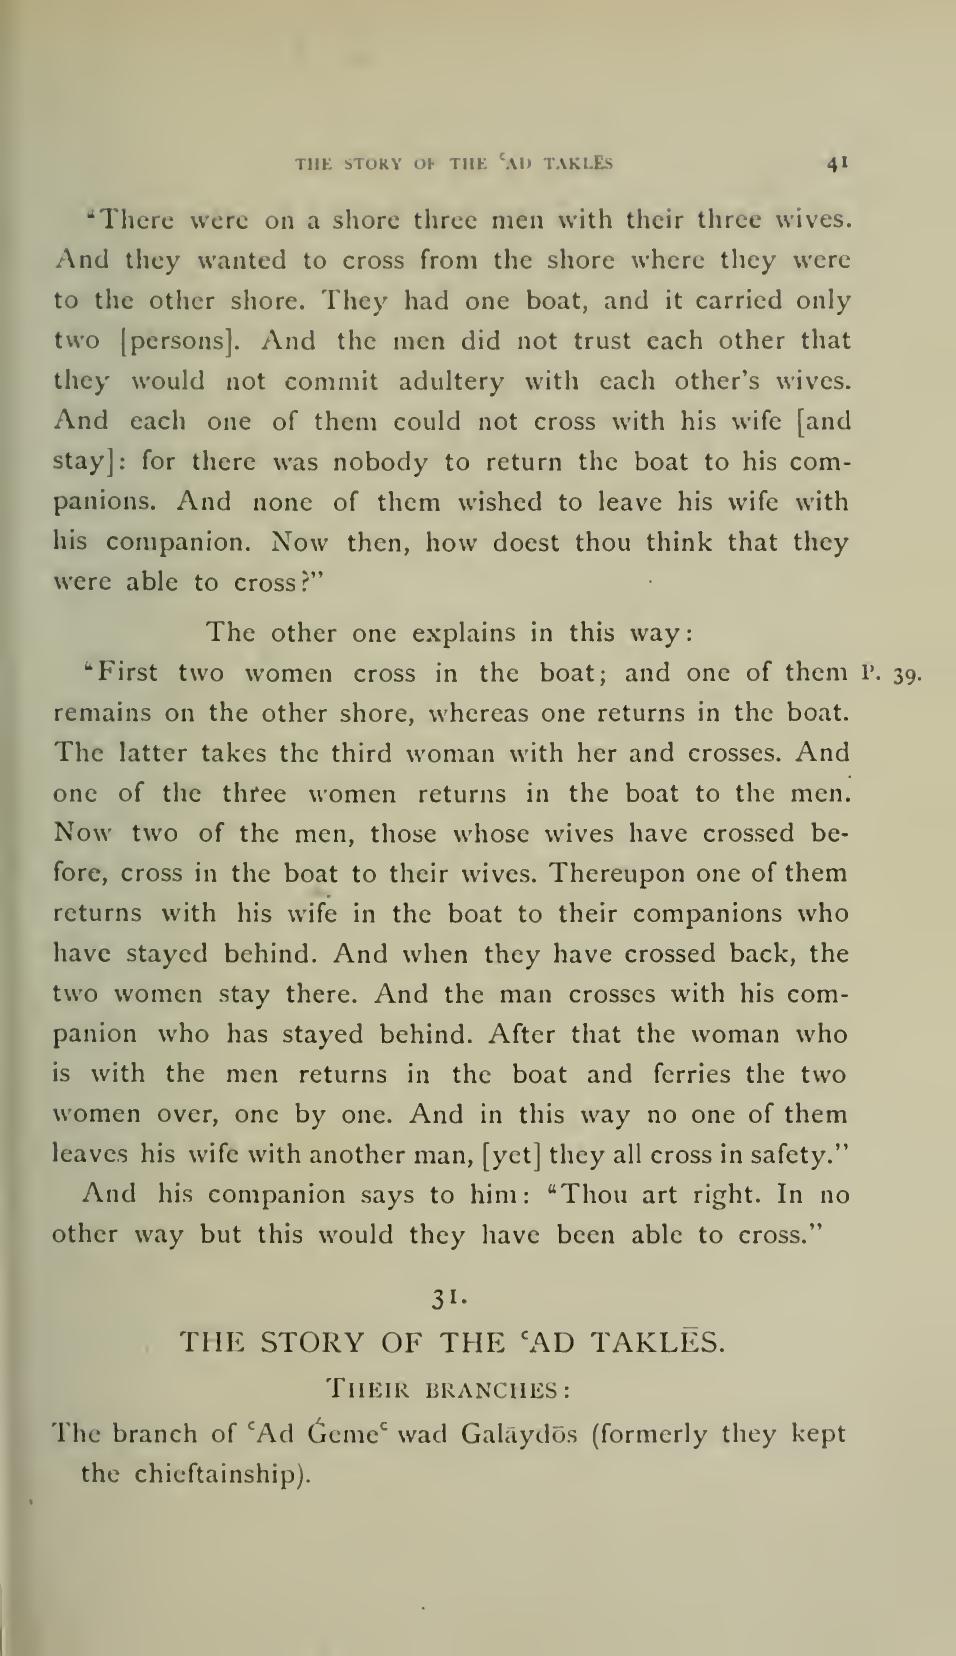 THE STORY OF THE ʿAD TAKLĒS 41
“There were on a shore three men with their three wives.
And they wanted to cross from the shore where they were
to the other shore. They had one boat, and it carried only
two [persons]. And the men did not trust each other that
they would not commit adultery with each other's wives.
And each one of them could not cross with his wife [and
stay]: for there was nobody to return the boat to his com-
panions. And none of them wished to leave his wife with
his companion. Now then, how doest thou think that they
were able to cross?”
The other one explains in this way:
“First two women cross in the boat; and one of them P. 39.
remains on the other shore, whereas one returns in the boat.
The latter takes the third woman with her and crosses. And
one of the three women returns in the boat to the men.
Now two of the men, those whose wives have crossed be-
fore, cross in the boat to their wives. Thereupon one of them
returns with his wife in the boat to their companions who
have stayed behind. And when they have crossed back, the
two women stay there. And the man crosses with his com-
panion who has stayed behind. After that the woman who
is with the men returns in the boat and ferries the two
women over, one by one. And in this way no one of them
leaves his wife with another man, [yet] they all cross in safety.”
And his companion says to him: “Thou art right. In no
other way but this would they have been able to cross.”
31.
THE STORY OF THE ʿAD TAKLĒS.
THEIR BRANCHES:
The branch of ʿAd Ǵemeʿ wad Galāydōs (formerly they kept
the chieftainship).